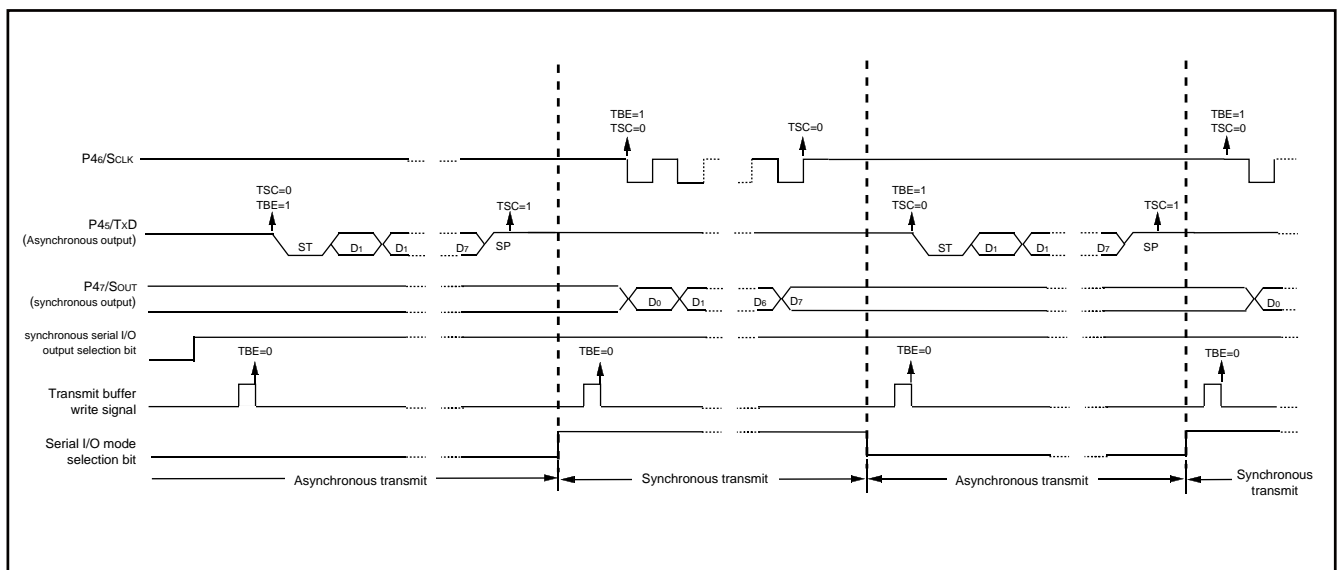 TBE=1
TSC=0
TSC=0
TBE=1
TSC=0
P46/SCLK
TSC=0
TBE=1
TSC=1
TBE=1
TSC=0
TSC=1
P45/TxD
(Asynchronous output)
ST
D1
D1
D7
SP
ST
D1
D1
D7
SP
P47/SOUT
(synchronous output)
D0
D1
D6
D7
D0
synchronous serial I/O
output selection bit
TBE=0
TBE=0
TBE=0
TBE=0
Transmit buffer
write signal
Serial I/O mode
selection bit
Asynchronous transmit
Synchronous transmit
Asynchronous transmit
Synchronous
transmit